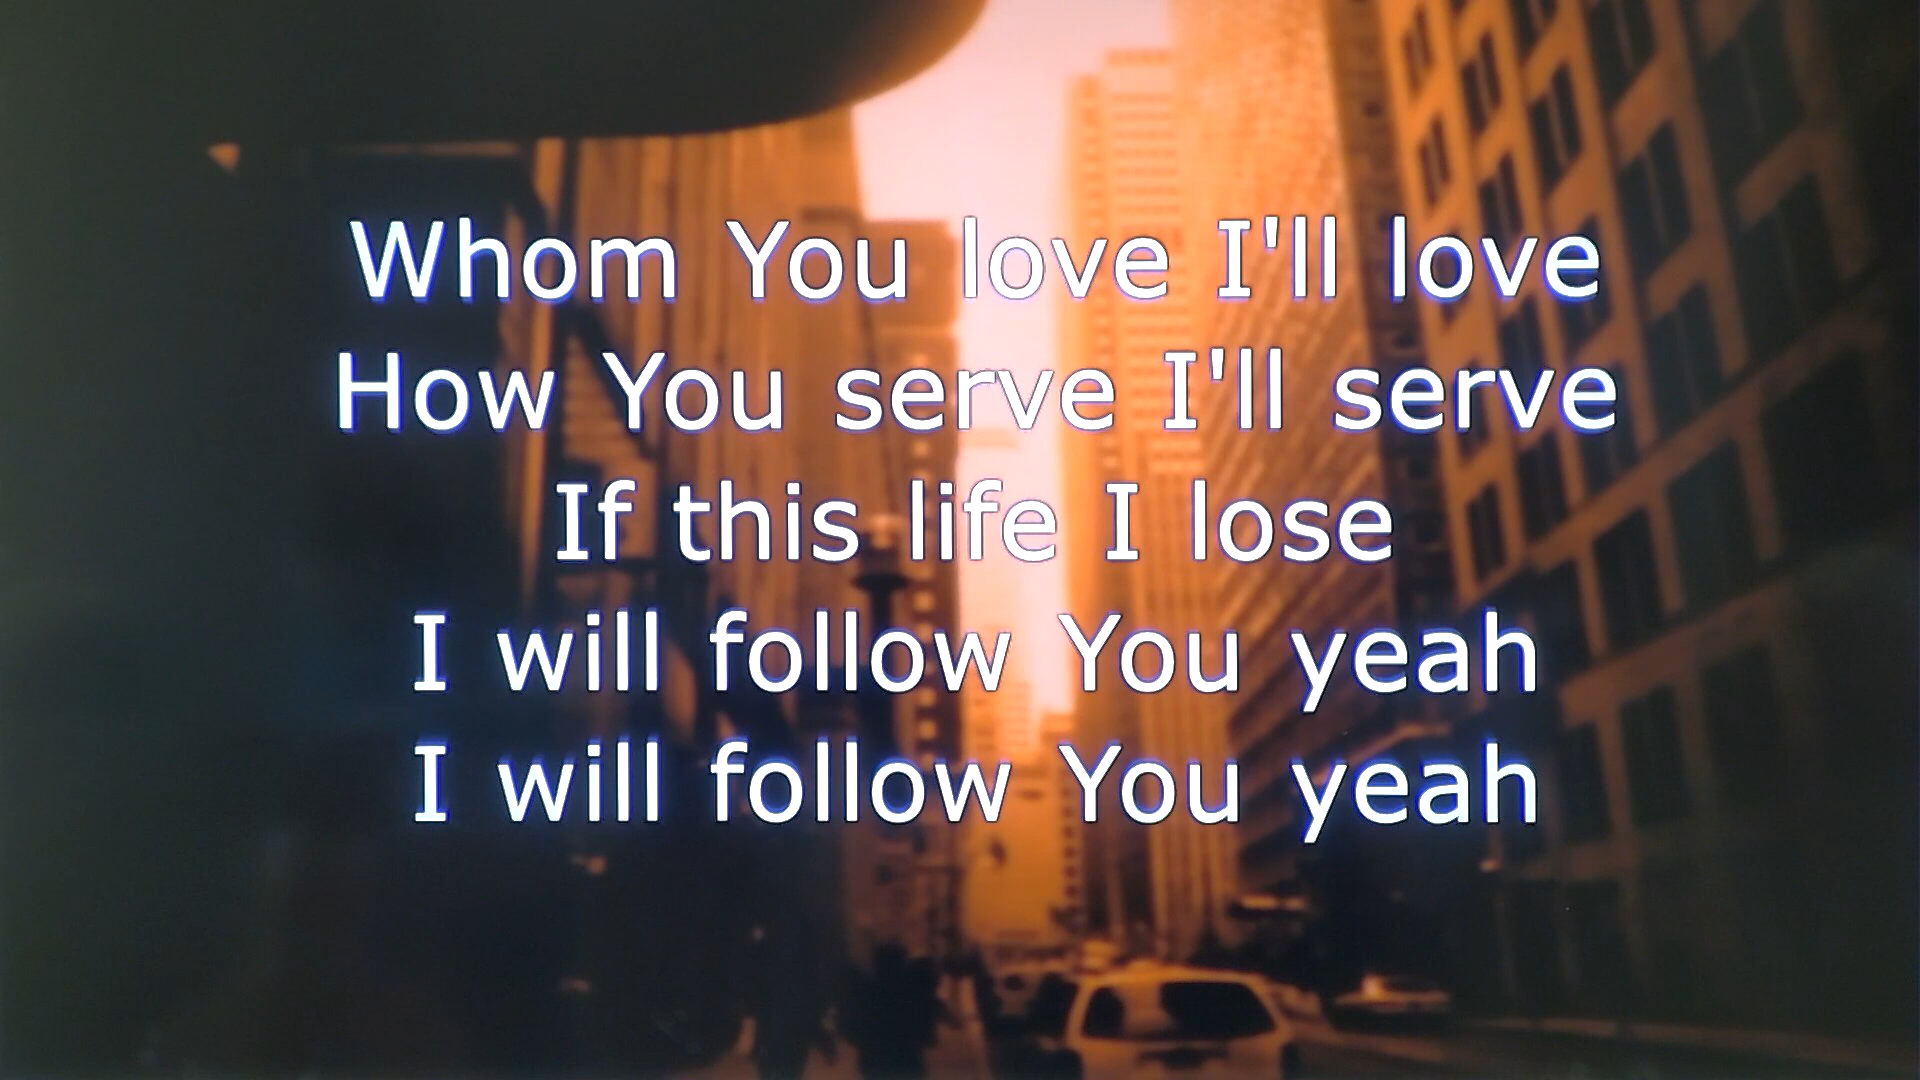 Whom You love I'll love
How You serve I'll serve
If this life I lose
I will follow You yeah
I will follow You yeah